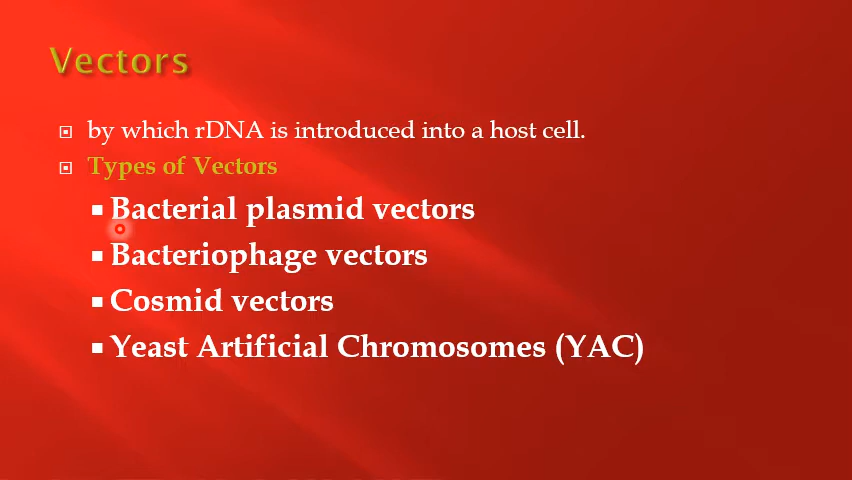 Vectors
by which rDNA is introduced into a host cell.
Types of Vectors
Bacterial plasmid vectors
Bacteriophage vectors
Cosmid vectors
Yeast Artificial Chromosomes (YAC)